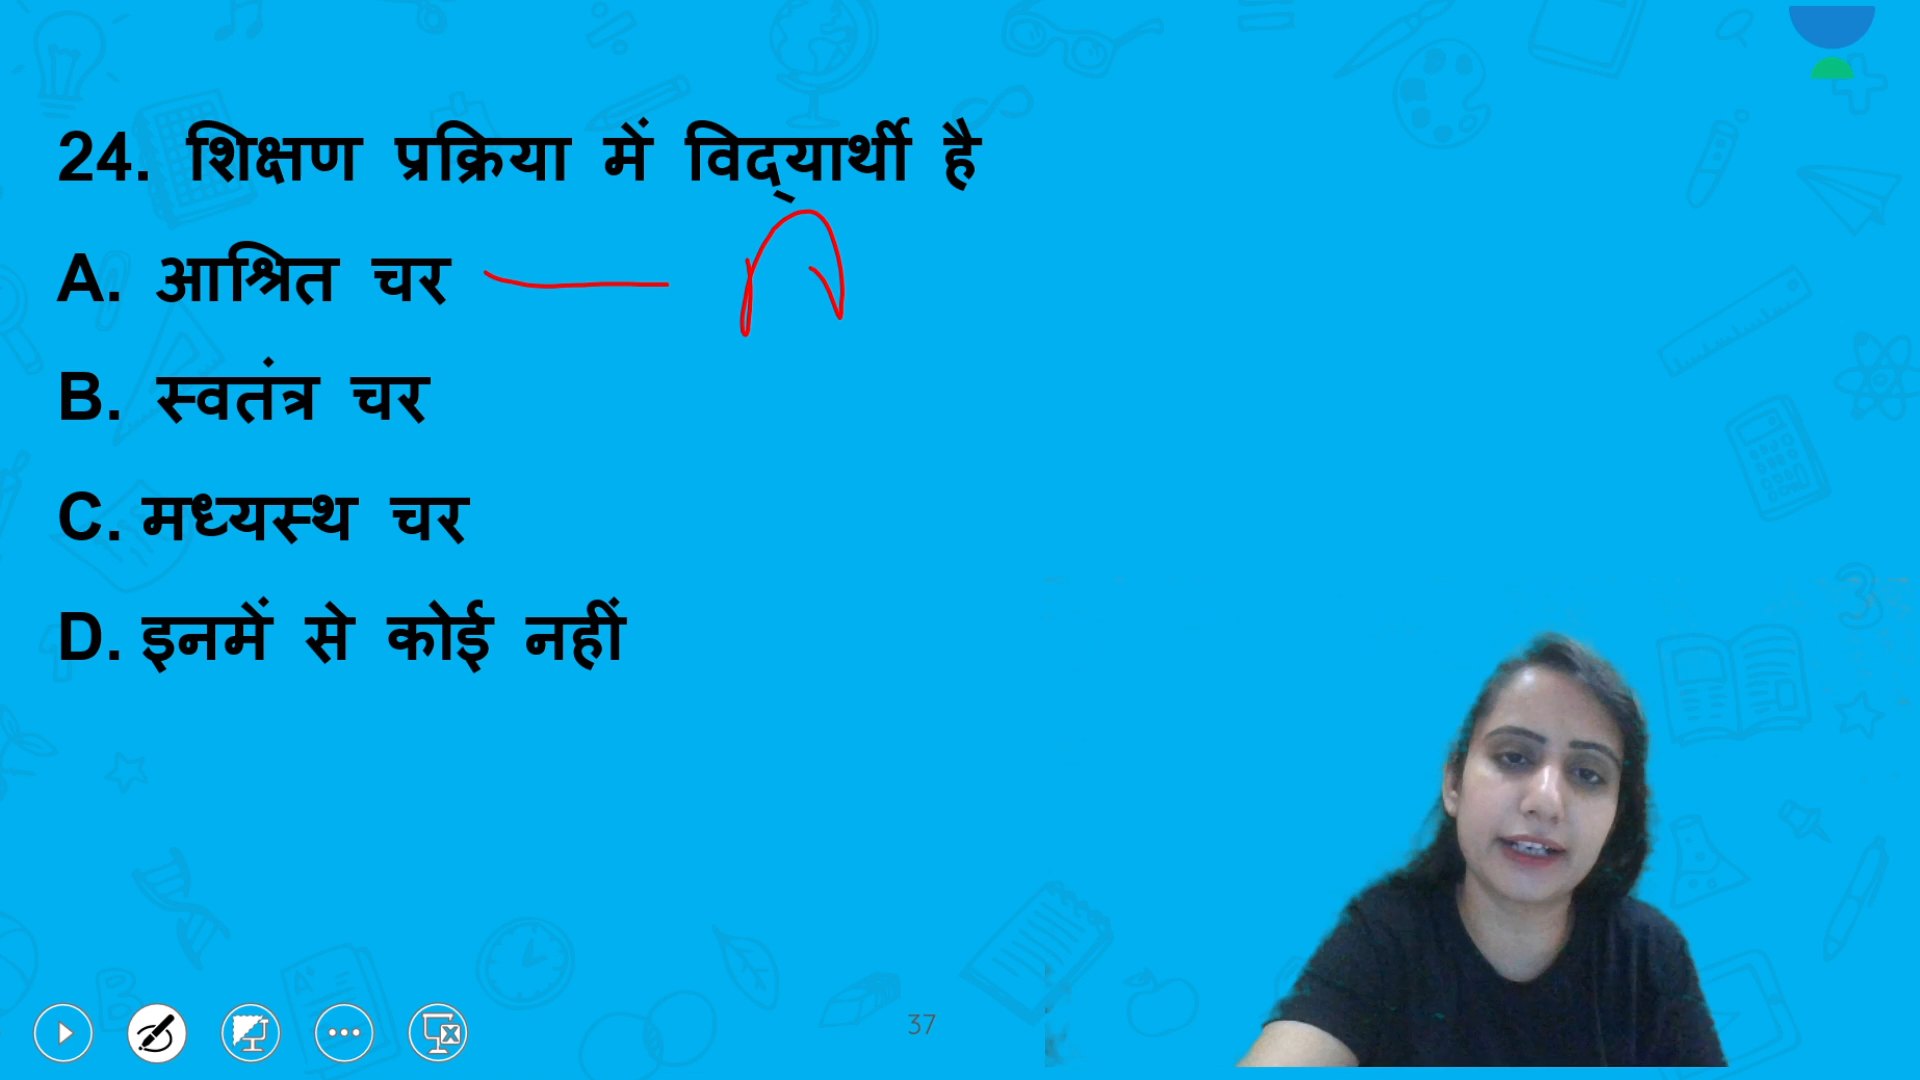 24. शिक्षण प्रक्रिया में विद्यार्थी है
A. आश्रित चर
B. स्वतंत्र चर
C. मध्यस्थ चर
D. इनमें से कोई नहीं
37